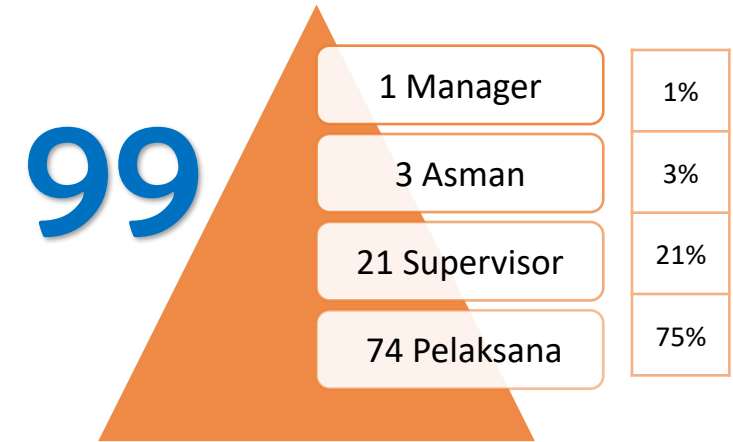 99
1 Manager 1%
3 Asman 3%
21 Supervisor 21%
74 Pelaksana 75%